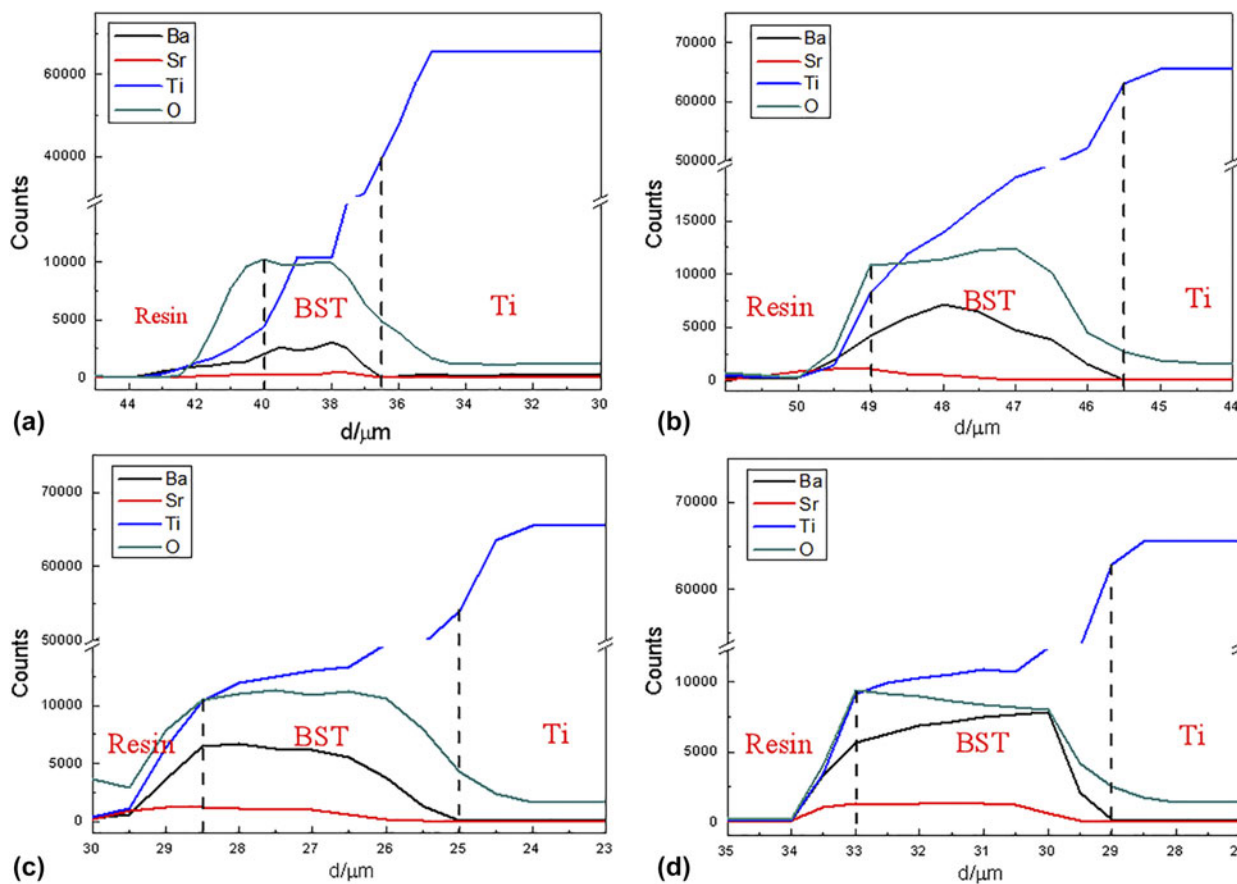 Ba
Sr
Ti
O
60000
40000
10000
5000
0
Counts
Resin
BST
Ti
44 42 40 38 36 34 32 30
d/μm
(a)
Ba
Sr
Ti
O
70000
60000
50000
15000
10000
5000
0
Counts
Resin
BST
Ti
50 49 48 47 46 45 44
d/μm
(b)
Ba
Sr
Ti
O
70000
60000
50000
15000
10000
5000
0
Counts
Resin
BST
Ti
30 29 28 27 26 25 24 23
d/μm
(c)
Ba
Sr
Ti
O
70000
60000
10000
5000
0
Counts
Resin
BST
Ti
35 34 33 32 31 30 29 28
d/μm
(d)